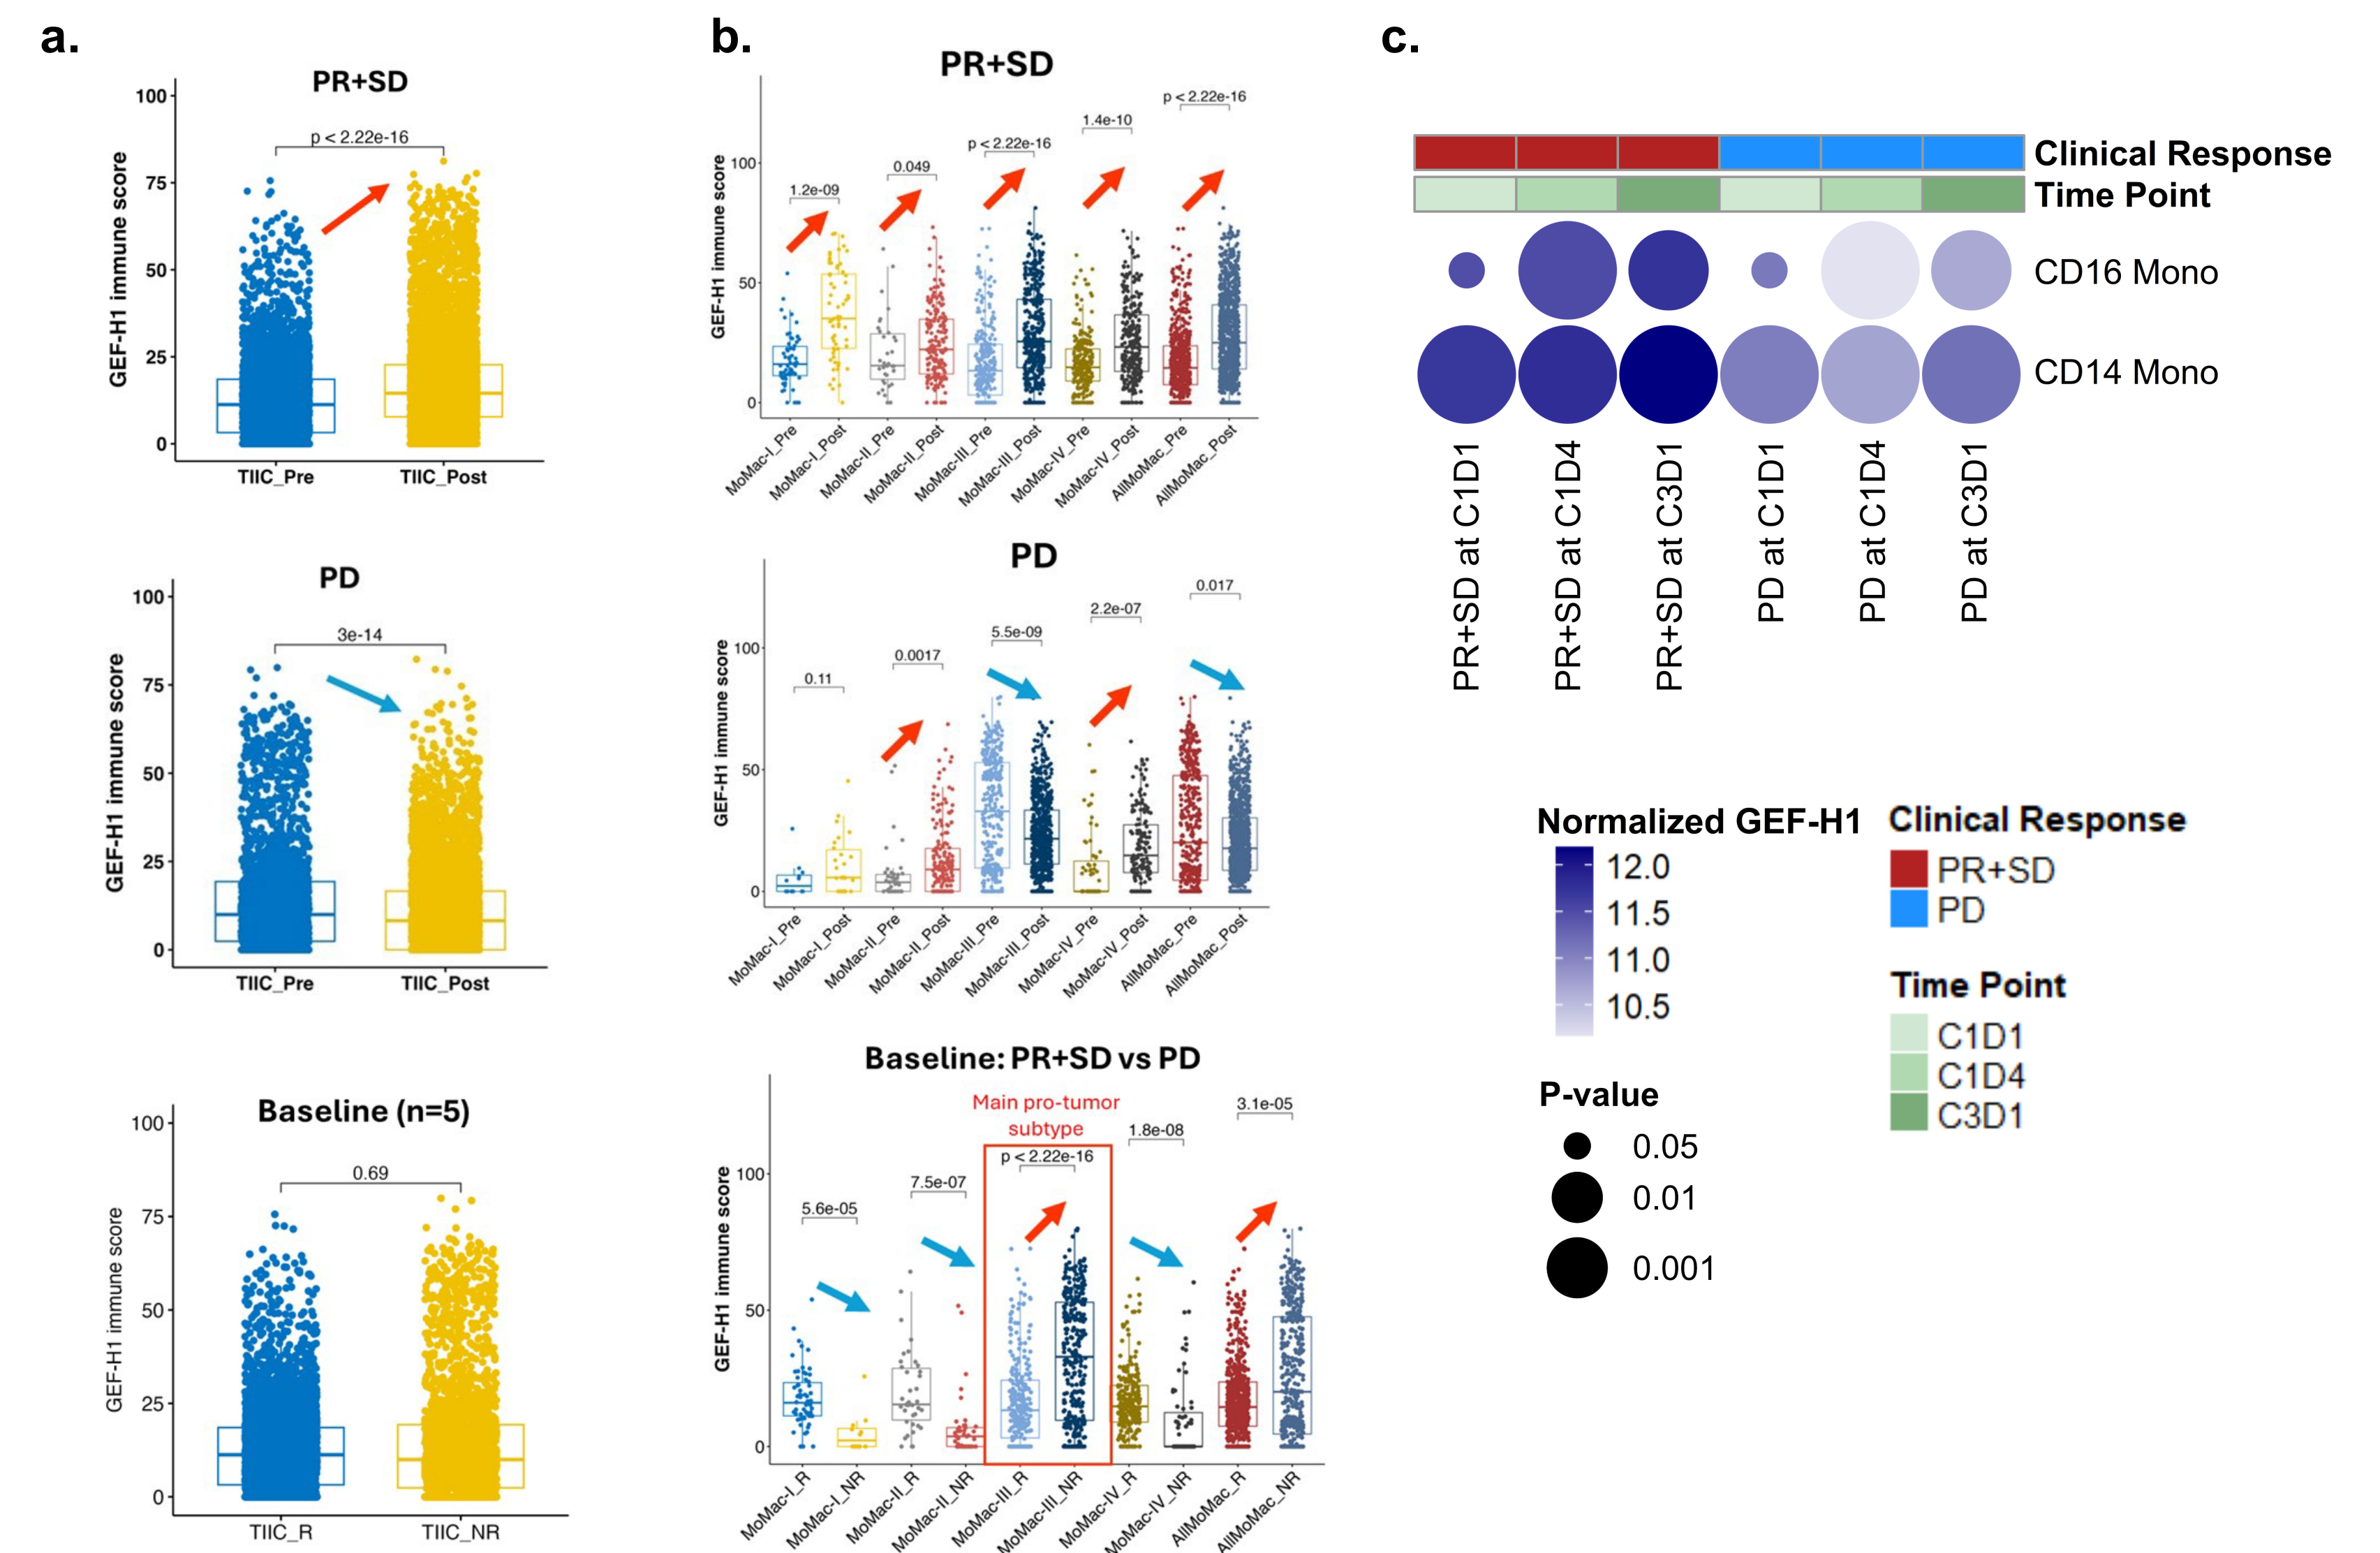 a.
PR+SD
GEF-H1 immune score
100
75
50
25
0
p < 2.22e-16
TIIC_Pre
TIIC_Post
PD
GEF-H1 immune score
100
75
50
25
0
3e-14
TIIC_Pre
TIIC_Post
Baseline (n=5)
GEF-H1 immune score
100
75
50
25
0
0.69
TIIC_R
TIIC_NR
b.
PR+SD
GEF-H1 immune score
100
50
0
1.2e-09
0.049
p < 2.22e-16
1.4e-10
p < 2.22e-16
MoMac-I_Pre
MoMac-I_Post
MoMac-II_Pre
MoMac-II_Post
MoMac-III_Pre
MoMac-III_Post
MoMac-IV_Pre
MoMac-IV_Post
AllMoMac_Pre
AllMoMac_Post
PD
GEF-H1 immune score
100
50
0
0.11
0.0017
5.5e-09
2.2e-07
0.017
MoMac-I_Pre
MoMac-I_Post
MoMac-II_Pre
MoMac-II_Post
MoMac-III_Pre
MoMac-III_Post
MoMac-IV_Pre
MoMac-IV_Post
AllMoMac_Pre
AllMoMac_Post
Baseline: PR+SD vs PD
Main pro-tumor
subtype
GEF-H1 immune score
100
50
0
5.6e-05
7.5e-07
p < 2.22e-16
1.8e-08
3.1e-05
MoMac-I_R
MoMac-I_NR
MoMac-II_R
MoMac-II_NR
MoMac-III_R
MoMac-III_NR
MoMac-IV_R
MoMac-IV_NR
AllMoMac_R
AllMoMac_NR
c.
Clinical Response
Time Point
CD16 Mono
CD14 Mono
PR+SD at C1D1
PR+SD at C1D4
PR+SD at C3D1
PD at C1D1
PD at C1D4
PD at C3D1
Normalized GEF-H1
12.0
11.5
11.0
10.5
P-value
0.05
0.01
0.001
Clinical Response
PR+SD
PD
Time Point
C1D1
C1D4
C3D1